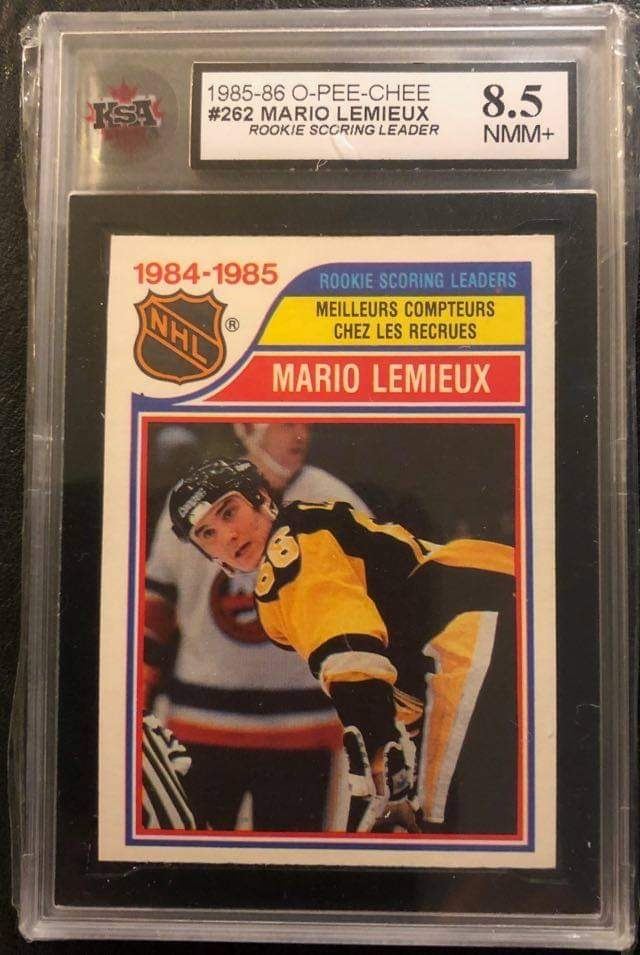 KSA
1985-86 O-PEE-CHEE
#262 MARIO LEMIEUX
ROOKIE SCORING LEADER
8.5
NMM+
1984-1985
NHL
®
ROOKIE SCORING LEADERS
MEILLEURS COMPTEURS
CHEZ LES RECRUES
MARIO LEMIEUX
66